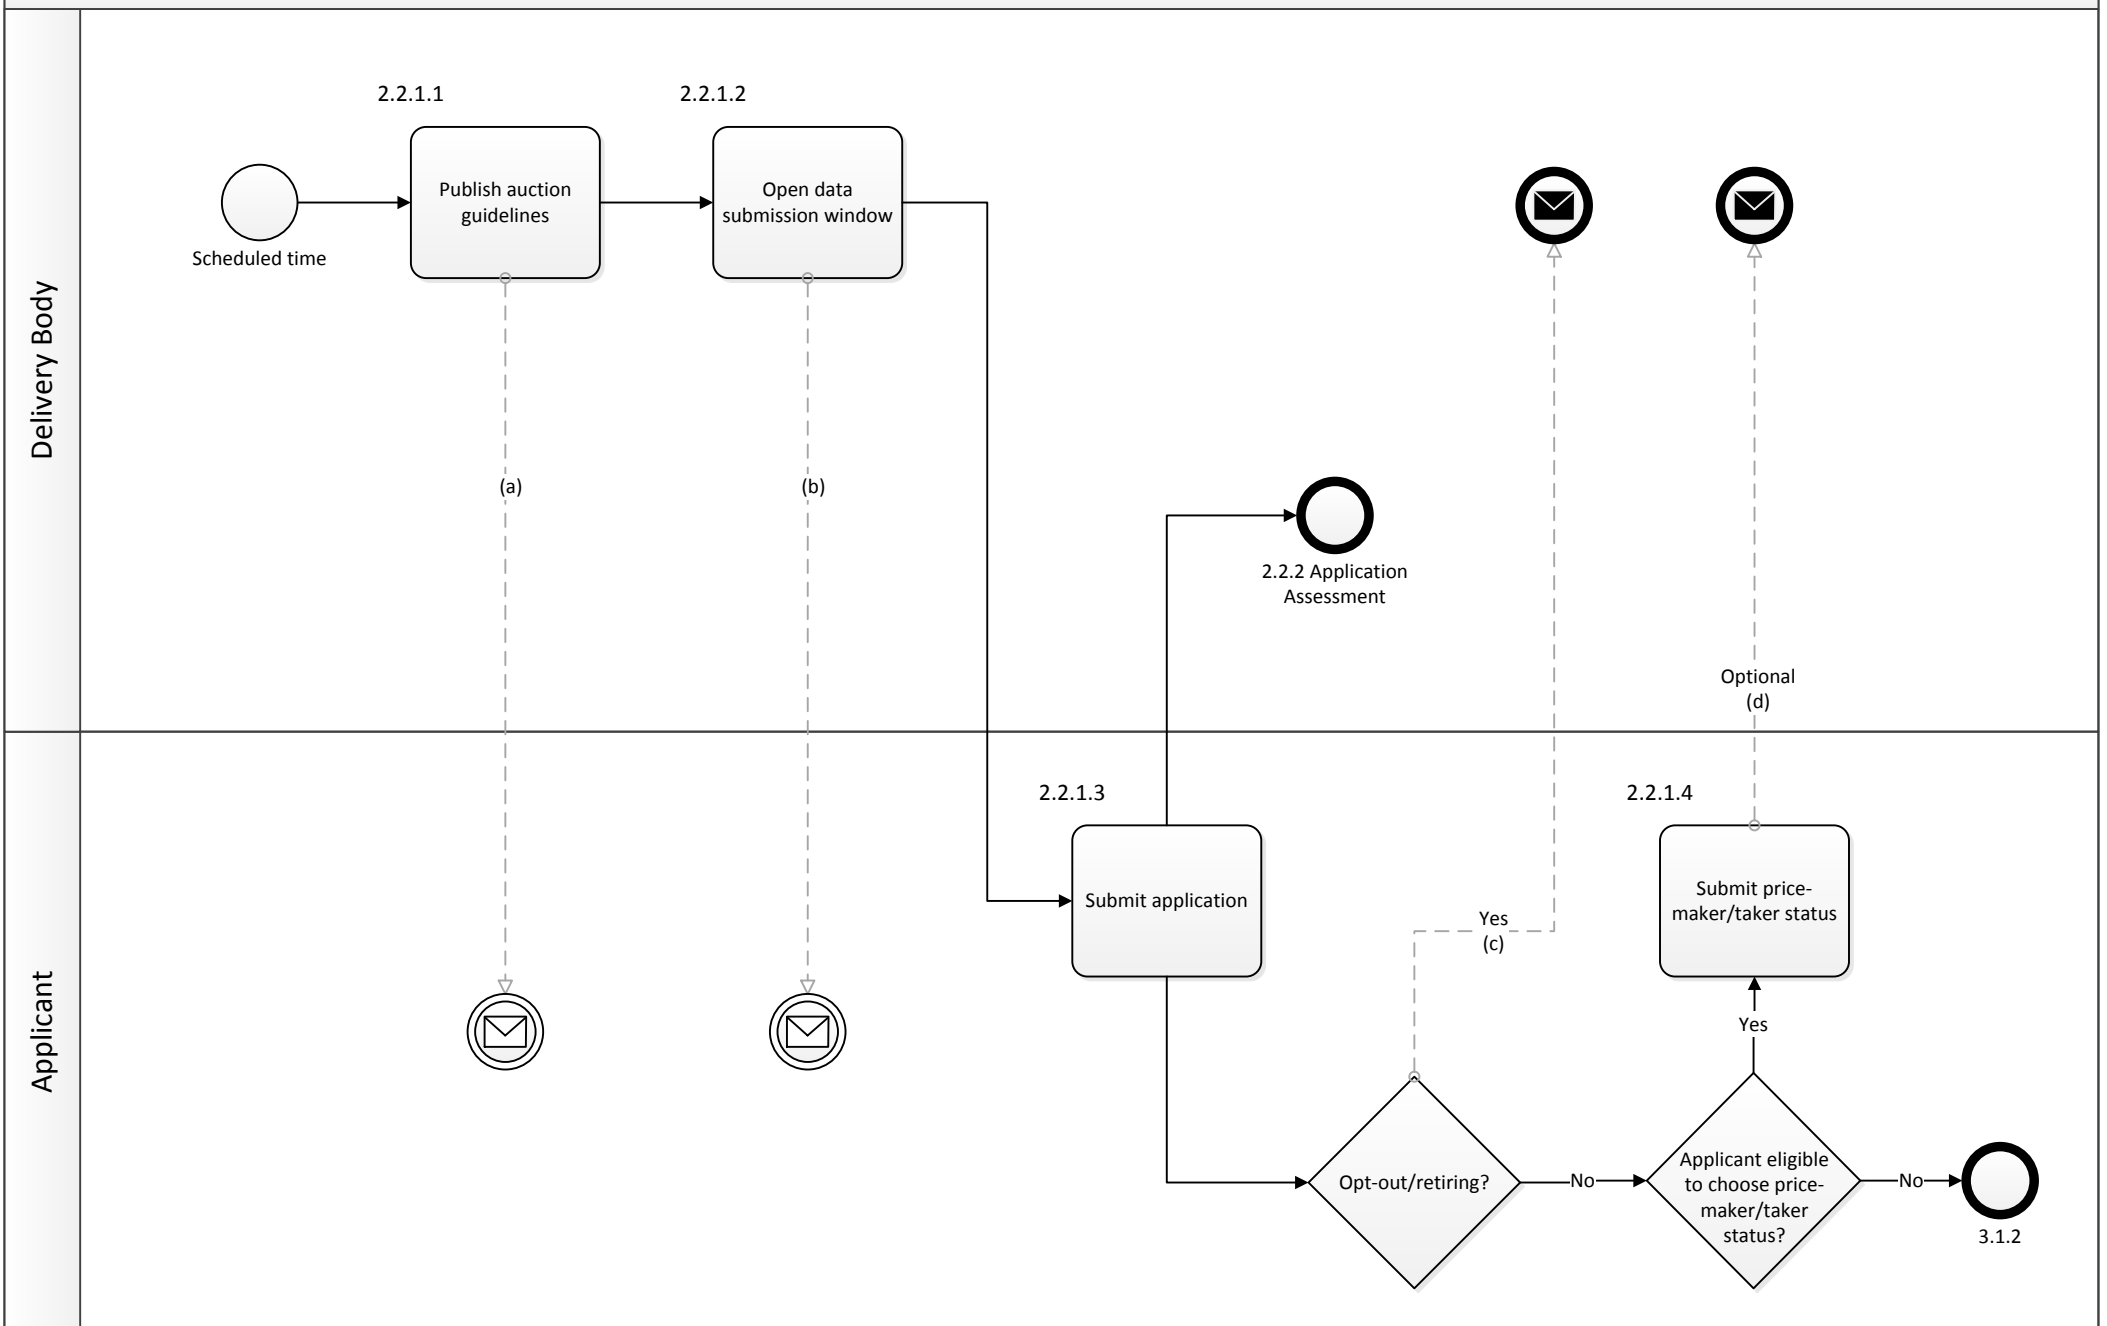 Delivery Body
2.2.1.1
2.2.1.2
Publish auction
guidelines
Open data
submission window
Scheduled time
(a)
(b)
2.2.2 Application
Assessment
Optional
(d)
Applicant
2.2.1.3
2.2.1.4
Submit application
Submit price-
maker/taker status
Yes
(c)
Yes
Opt-out/retiring?
No
Applicant eligible
to choose price-
maker/taker
status?
No
3.1.2